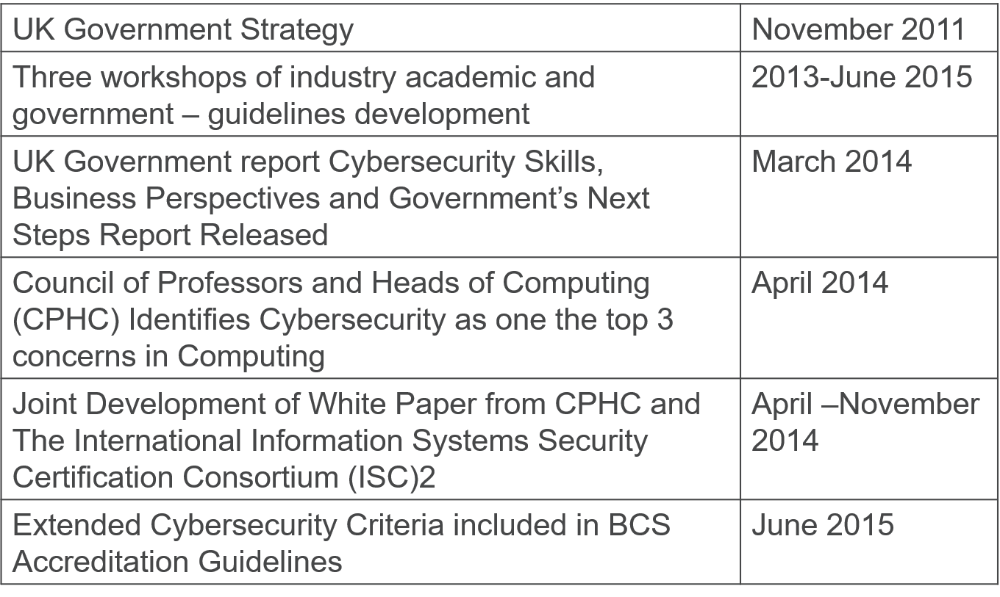 UK Government Strategy
November 2011
Three workshops of industry academic and
government – guidelines development
2013-June 2015
UK Government report Cybersecurity Skills,
Business Perspectives and Government’s Next
Steps Report Released
March 2014
Council of Professors and Heads of Computing
(CPHC) Identifies Cybersecurity as one the top 3
concerns in Computing
April 2014
Joint Development of White Paper from CPHC and
The International Information Systems Security
Certification Consortium (ISC)2
April –November
2014
Extended Cybersecurity Criteria included in BCS
Accreditation Guidelines
June 2015